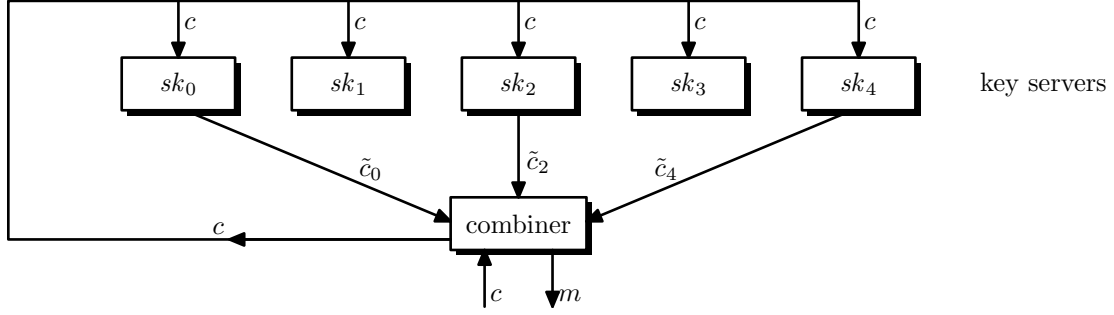 c c c c c
sk₀ sk₁ sk₂ sk₃ sk₄ key servers
c̃₀ c̃₂ c̃₄
combiner
c
c m